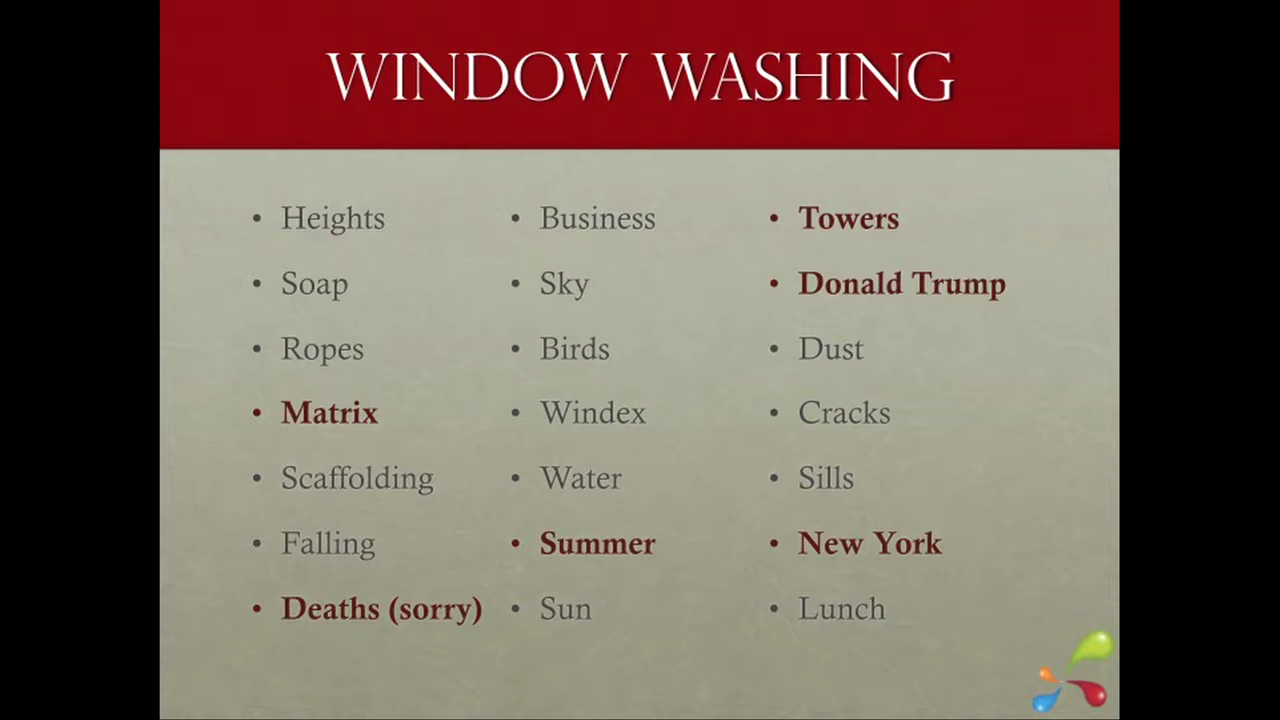 WINDOW WASHING
Heights
Soap
Ropes
Matrix
Scaffolding
Falling
Deaths (sorry)
Business
Sky
Birds
Windex
Water
Summer
Sun
Towers
Donald Trump
Dust
Cracks
Sills
New York
Lunch